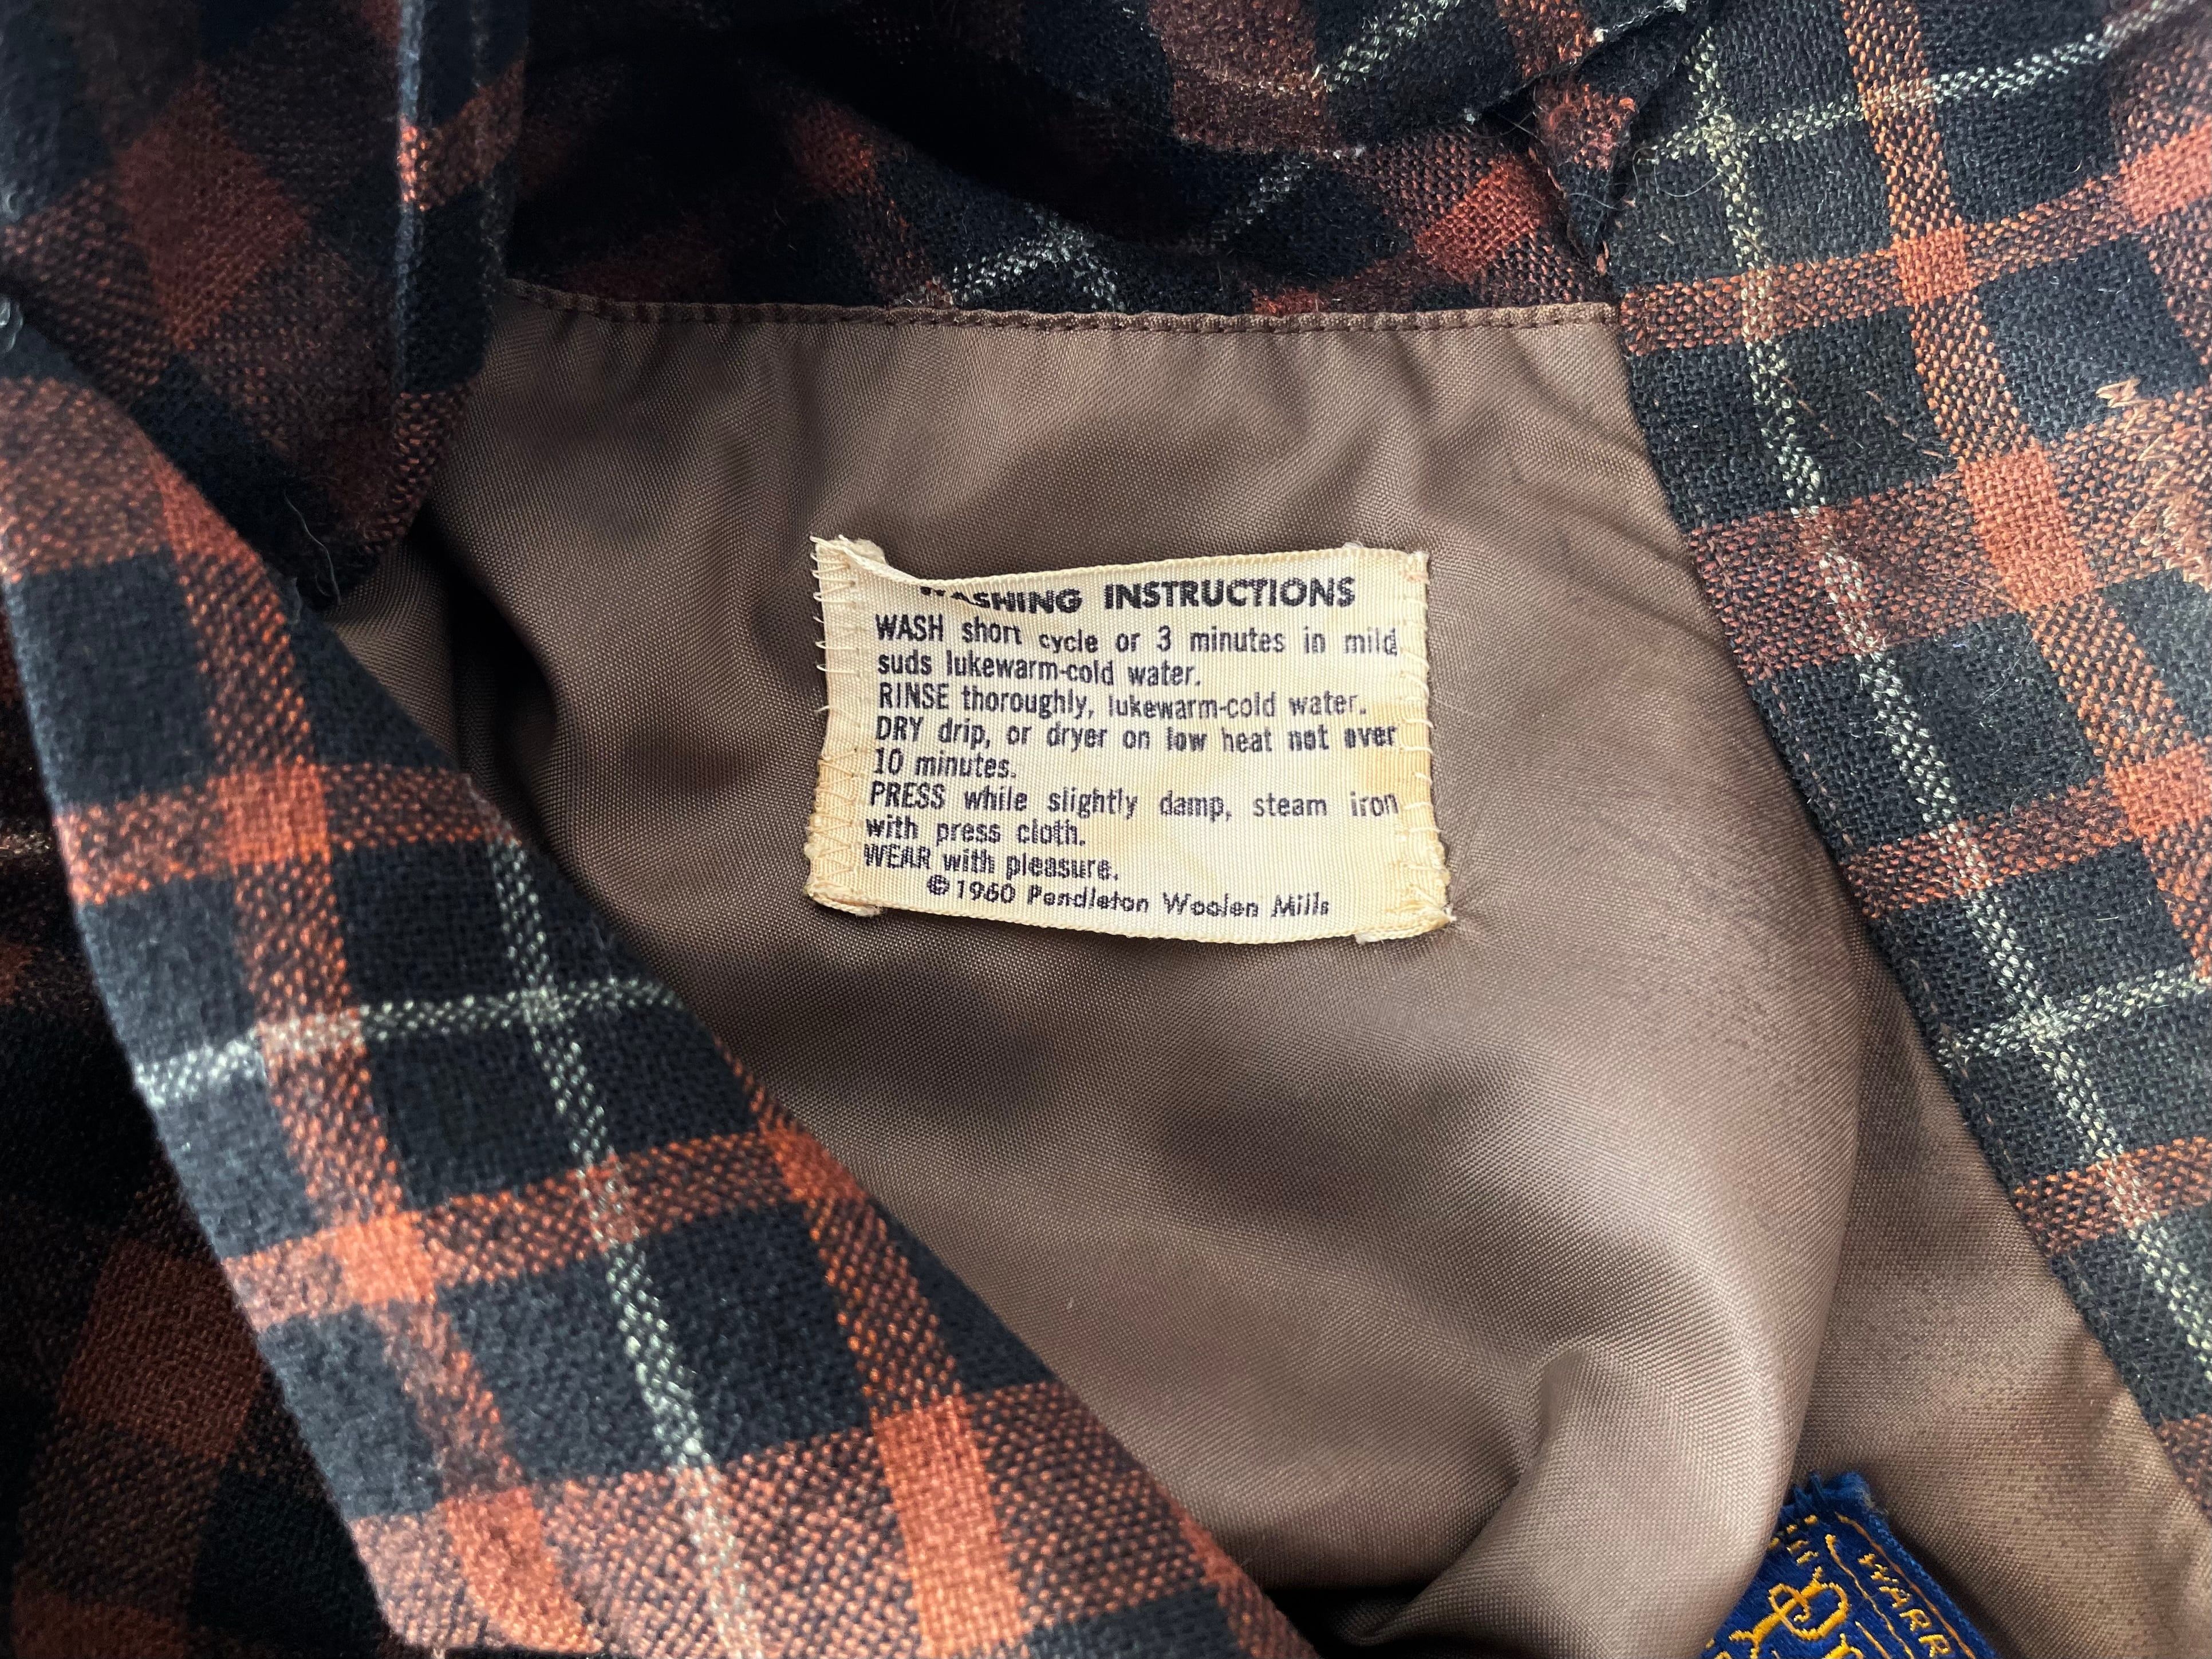 WASHING INSTRUCTIONS
WASH short cycle or 3 minutes in mild
suds lukewarm-cold water.
RINSE thoroughly, lukewarm-cold water.
DRY drip, or dryer on low heat not over
10 minutes.
PRESS while slightly damp, steam iron
with press cloth.
WEAR with pleasure.
©1960 Pendleton Woolen Mills